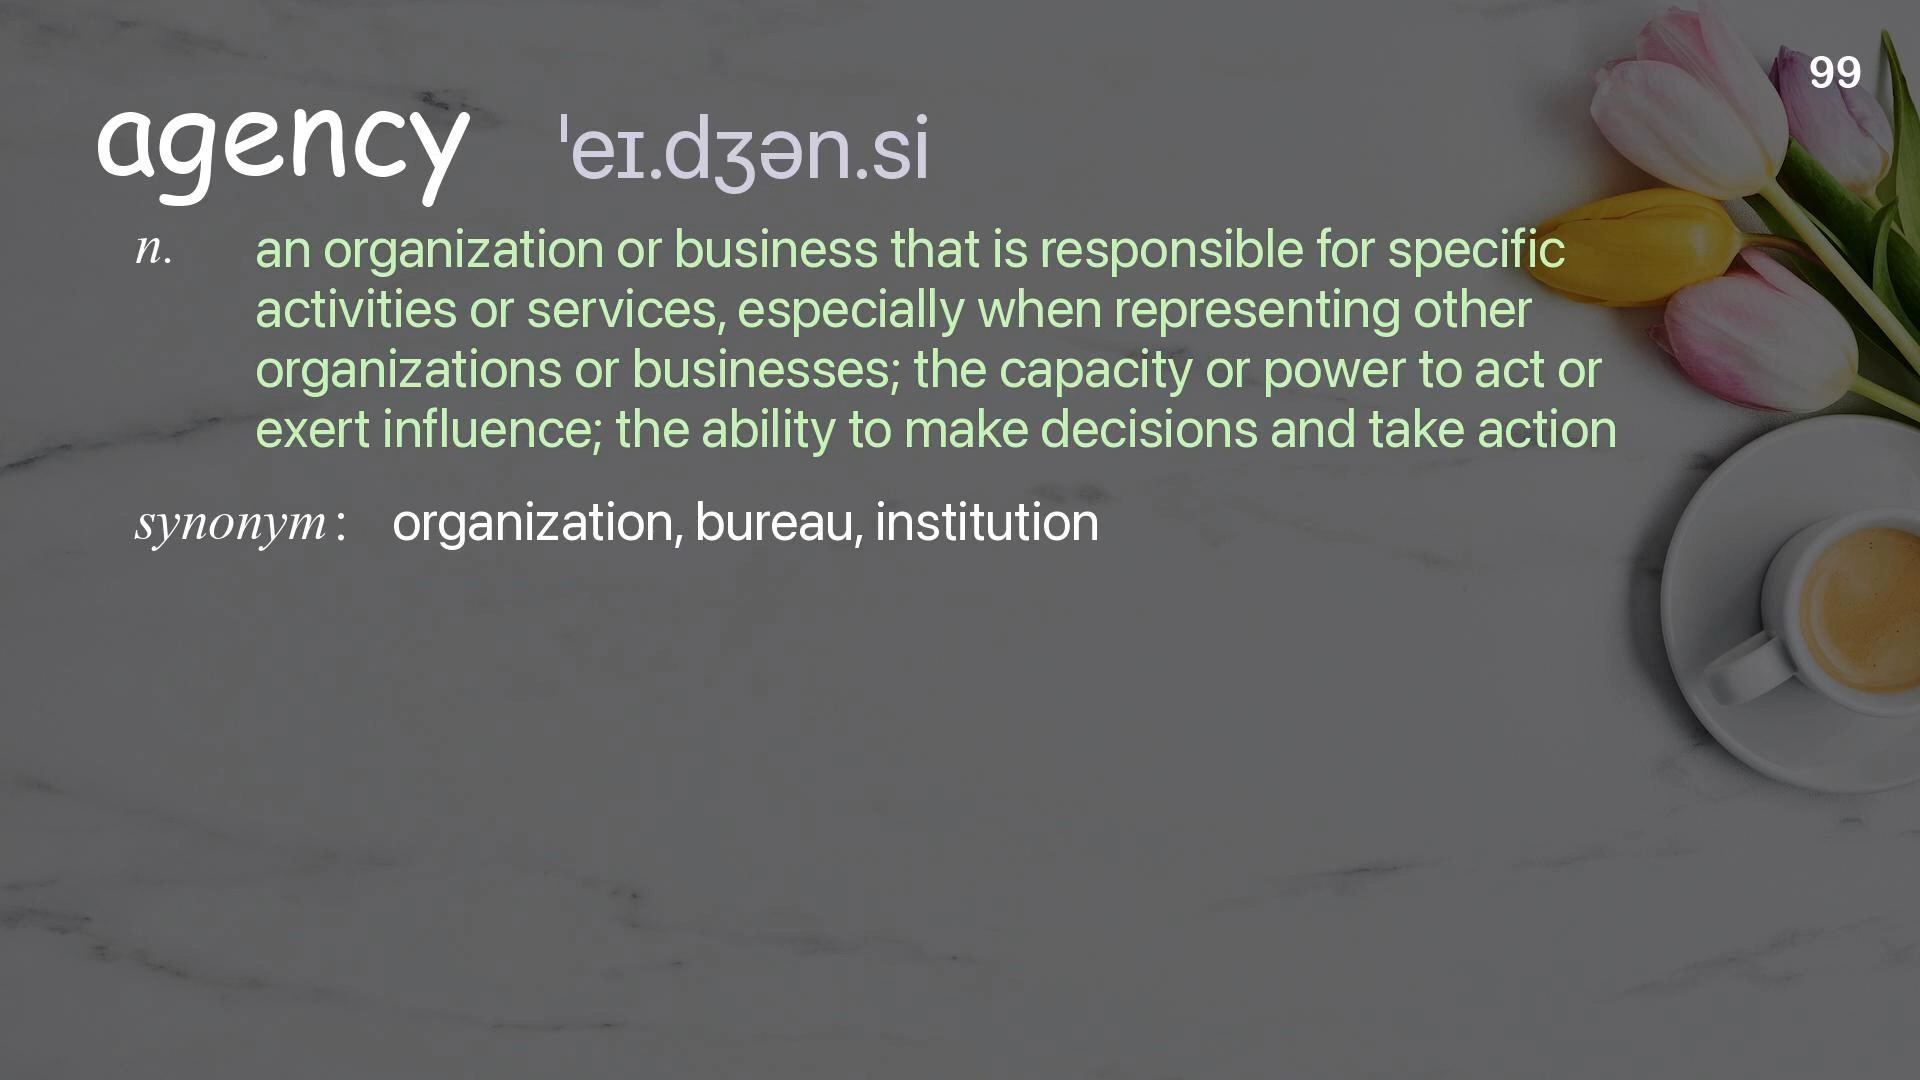 99
agency ˈeɪ.dʒən.si
n. an organization or business that is responsible for specific
activities or services, especially when representing other
organizations or businesses; the capacity or power to act or
exert influence; the ability to make decisions and take action
synonym : organization, bureau, institution